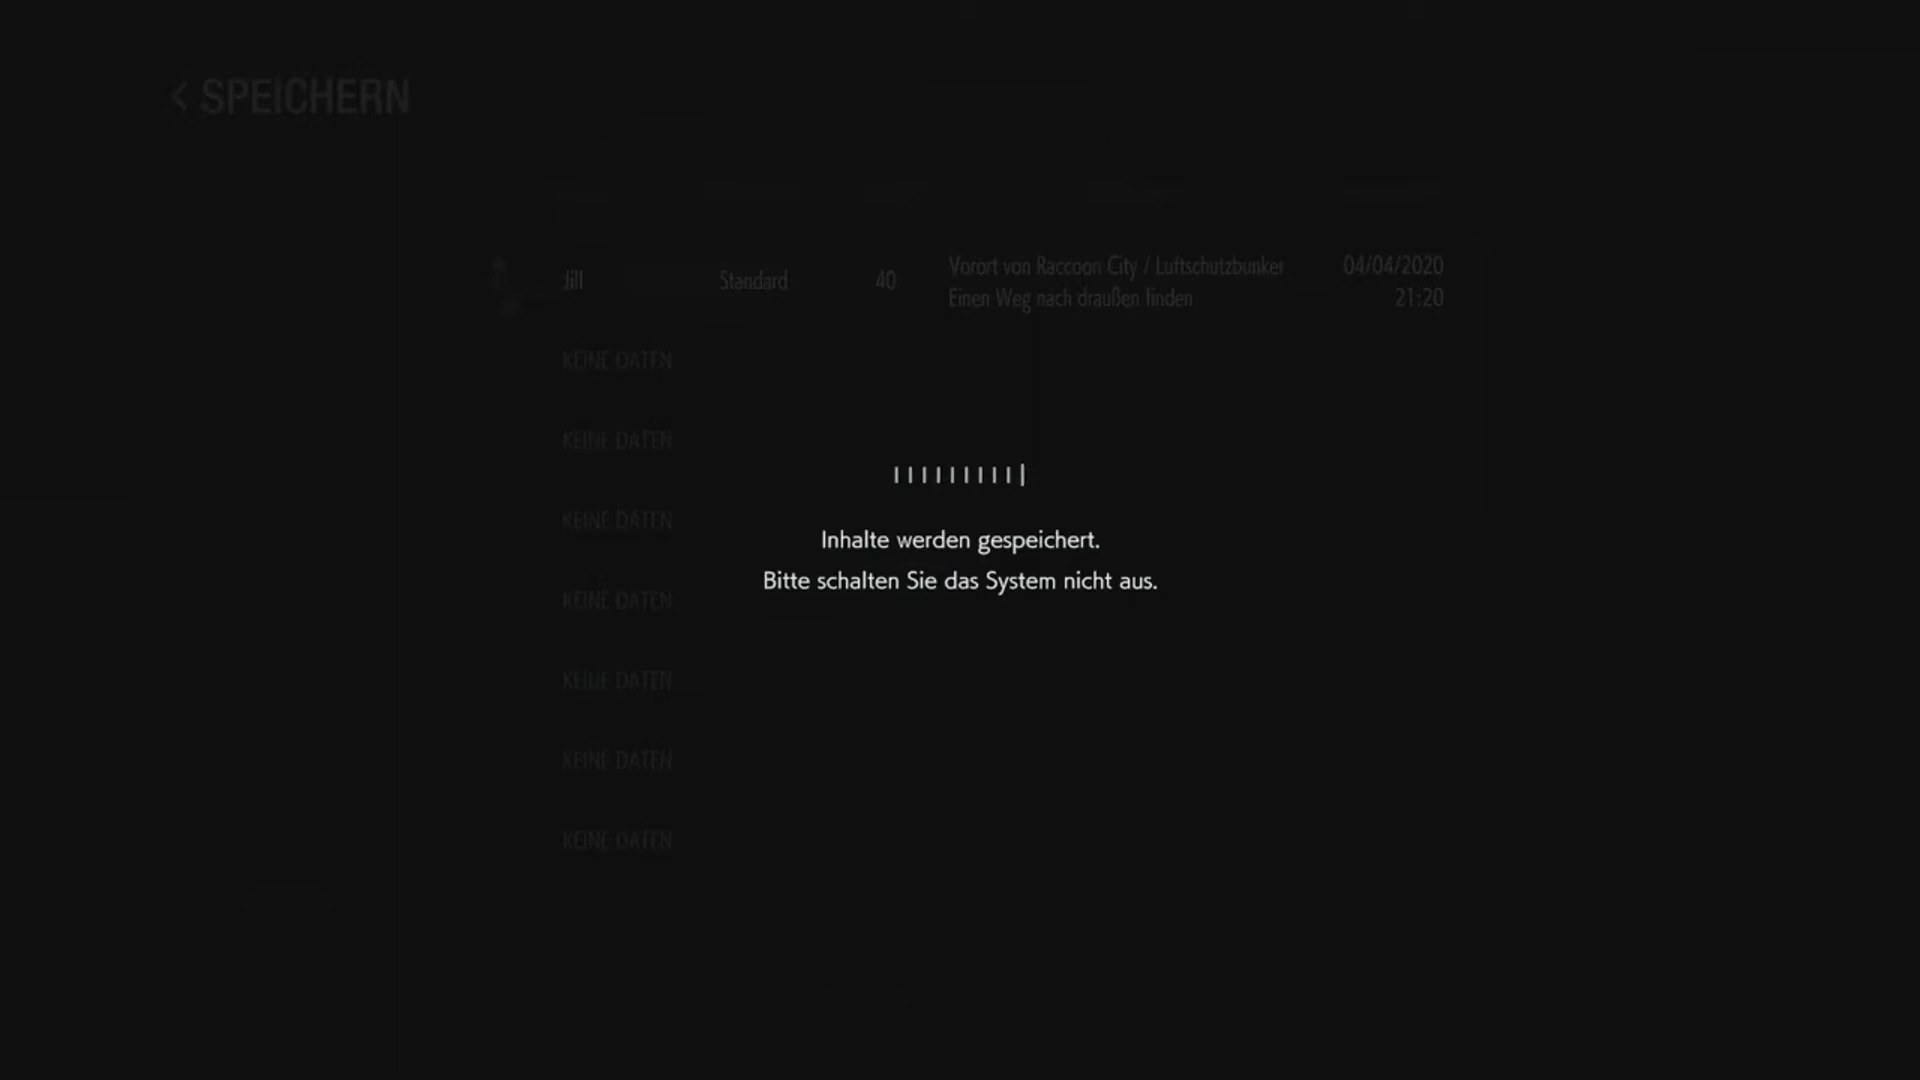 < SPEICHERN
Jill Standard 40 Vorort von Raccoon City / Luftschutzbunker 04/04/2020
Einen Weg nach draußen finden 21:20
KEINE DATEN
KEINE DATEN
KEINE DATEN
KEINE DATEN
KEINE DATEN
KEINE DATEN
KEINE DATEN
Inhalte werden gespeichert.
Bitte schalten Sie das System nicht aus.